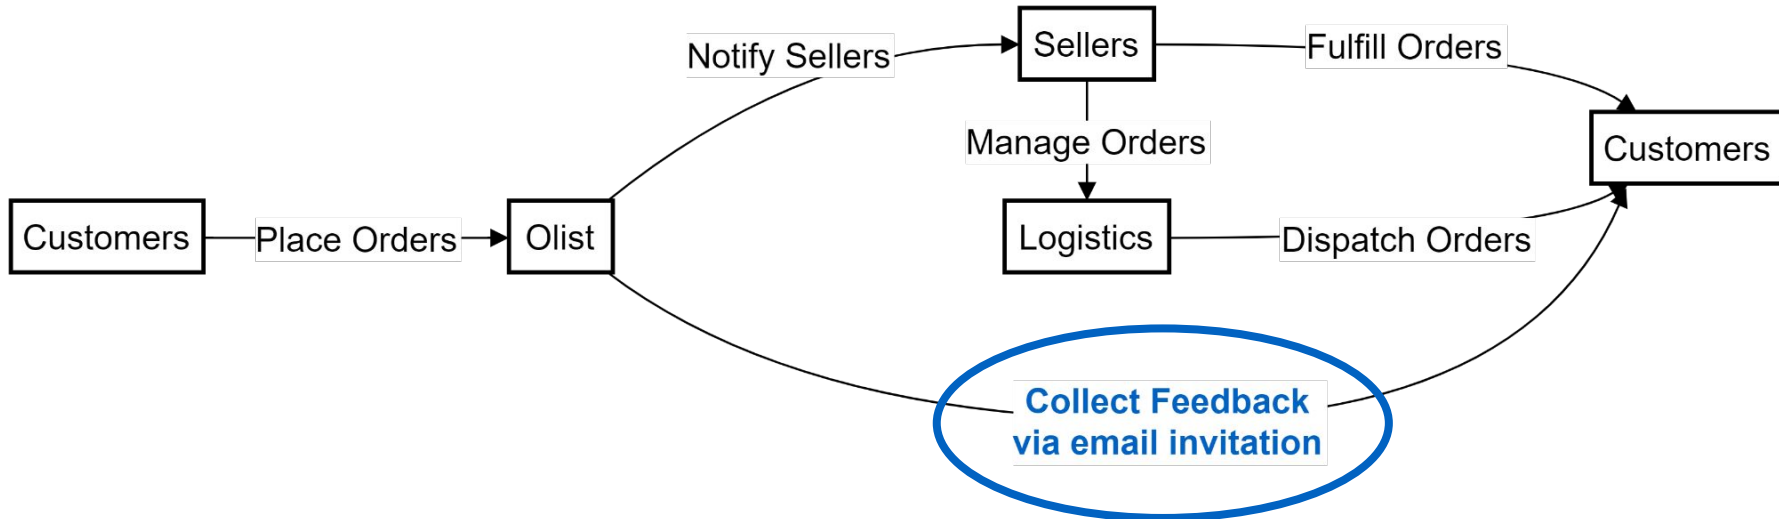 Notify Sellers
Sellers
Fulfill Orders
Manage Orders
Customers
Customers
Place Orders
Olist
Logistics
Dispatch Orders
Collect Feedback
via email invitation